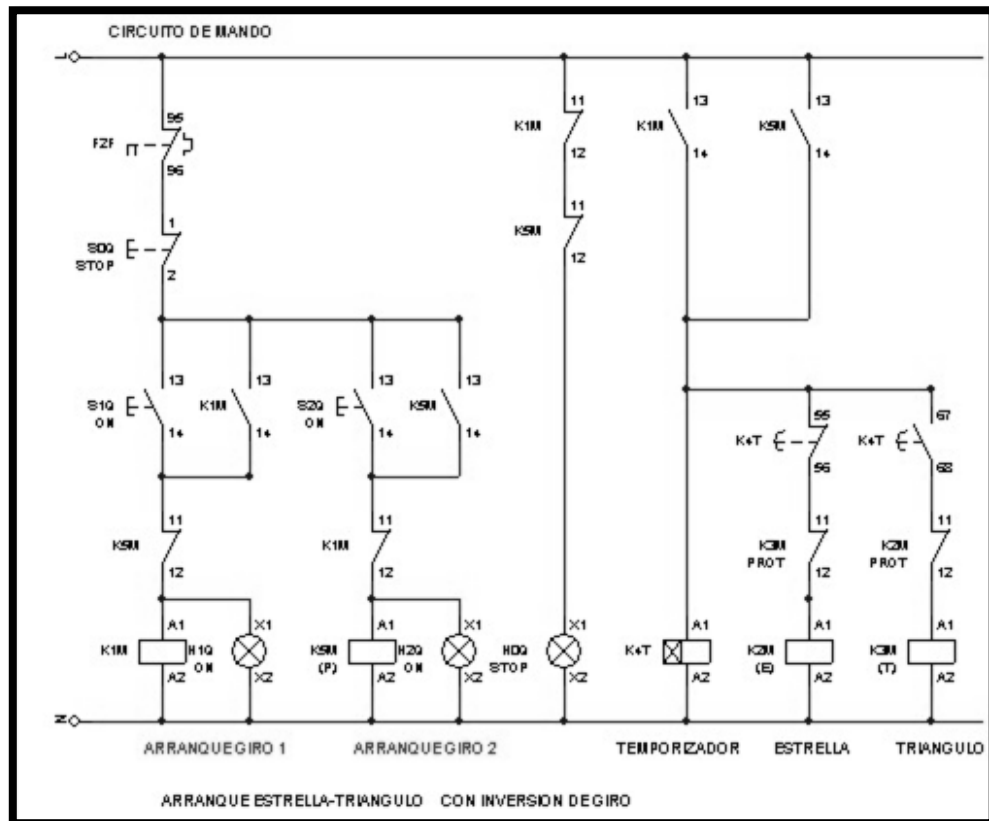 CIRCUITO DE MANDO
L
95
F2F
96
1
S0Q
STOP
2
13
S1Q
ON
14
13
K1M
14
13
S2Q
ON
14
13
K5M
14
11
K5M
12
11
K1M
12
A1
K1M
A2
X1
H1Q
ON
X2
A1
K5M
(P)
A2
X1
H2Q
ON
X2
11
K1M
12
11
K5M
12
X1
H0Q
STOP
X2
13
K1M
14
13
K5M
14
55
K4T
56
67
K4T
68
11
K3M
PROT
12
11
K2M
PROT
12
A1
K4T
A2
A1
K2M
(E)
A2
A1
K3M
(T)
A2
N
ARRANQUE GIRO 1
ARRANQUE GIRO 2
TEMPORIZADOR
ESTRELLA
TRIANGULO
ARRANQUE ESTRELLA-TRIANGULO CON INVERSION DE GIRO